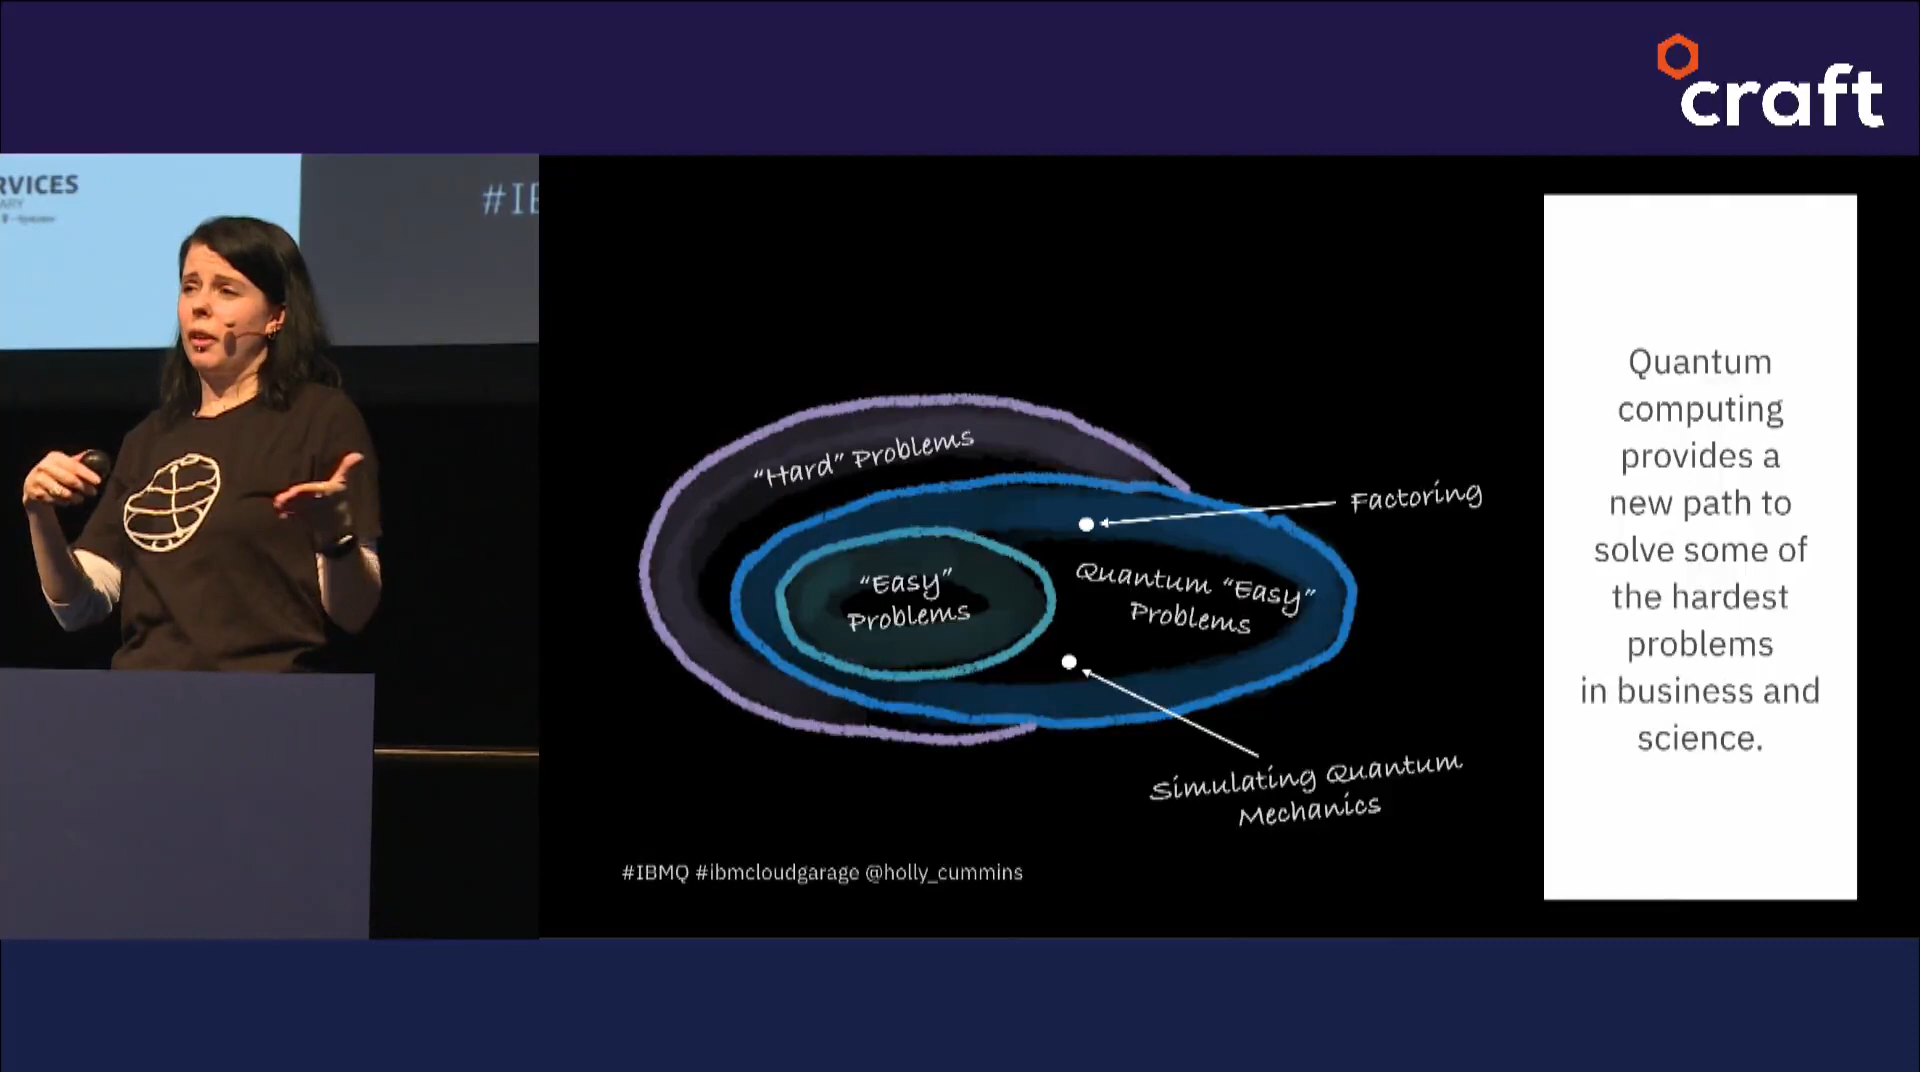 craft
RVICES
#IB
"Hard" Problems
Factoring
"Easy"
Problems
Quantum "Easy"
Problems
Simulating Quantum
Mechanics
#IBMQ #ibmcloudgarage @holly_cummins
Quantum
computing
provides a
new path to
solve some of
the hardest
problems
in business and
science.